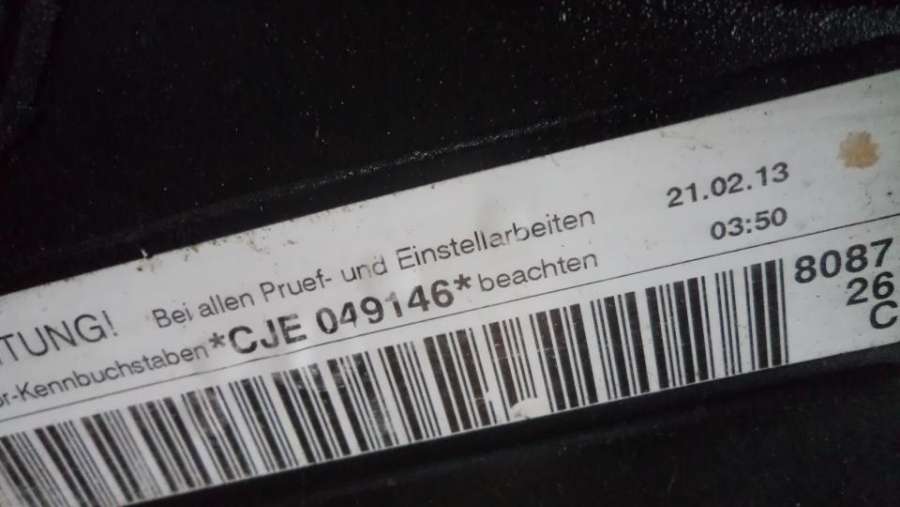 TUNG! Bei allen Pruef- und Einstellarbeiten 21.02.13
r-Kennbuchstaben *CJE 049146* beachten 03:50
8087
26
C